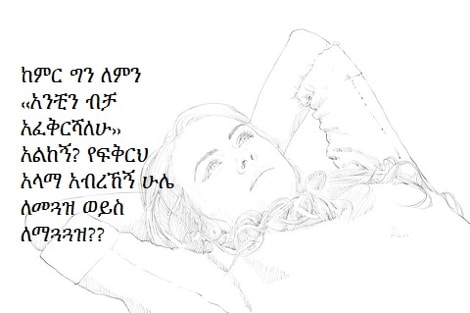 ከምር ግን ለምን
‹‹አንቺን ብቻ
አፈቅርሻለሁ››
አልከኝ? የፍቅርህ
አላማ አብረኸኝ ሁሌ
ለመጓዝ ወይስ
ለማጓጓዝ??